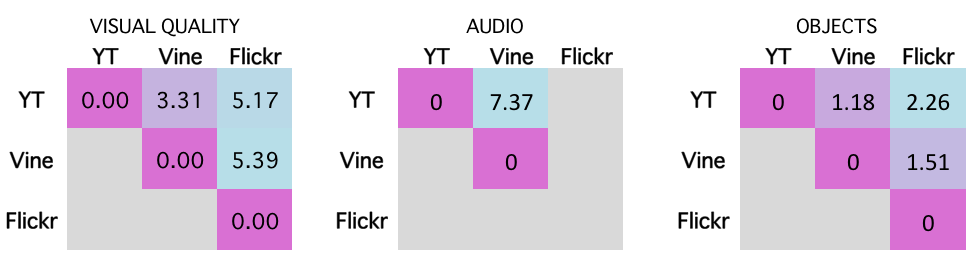 VISUAL QUALITY AUDIO OBJECTS
YT Vine Flickr YT Vine Flickr YT Vine Flickr
YT 0.00 3.31 5.17 YT 0 7.37 YT 0 1.18 2.26
Vine 0.00 5.39 Vine 0 Vine 0 1.51
Flickr 0.00 Flickr Flickr 0